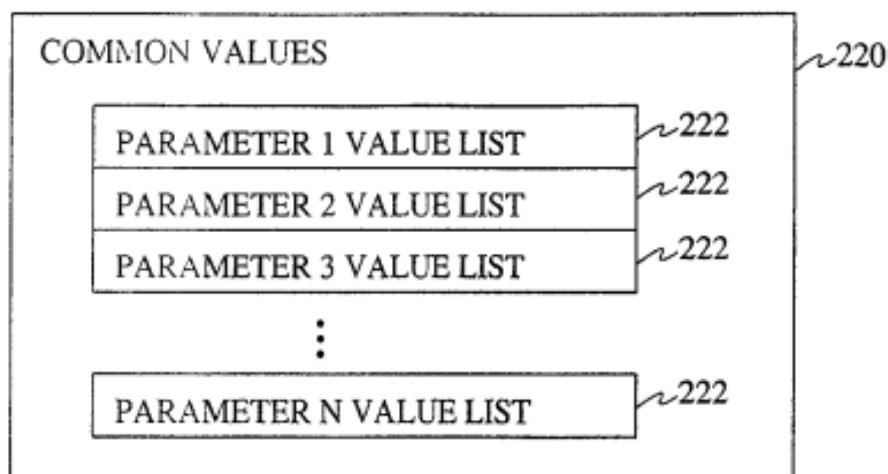 COMMON VALUES
220
PARAMETER 1 VALUE LIST
222
PARAMETER 2 VALUE LIST
222
PARAMETER 3 VALUE LIST
222
PARAMETER N VALUE LIST
222